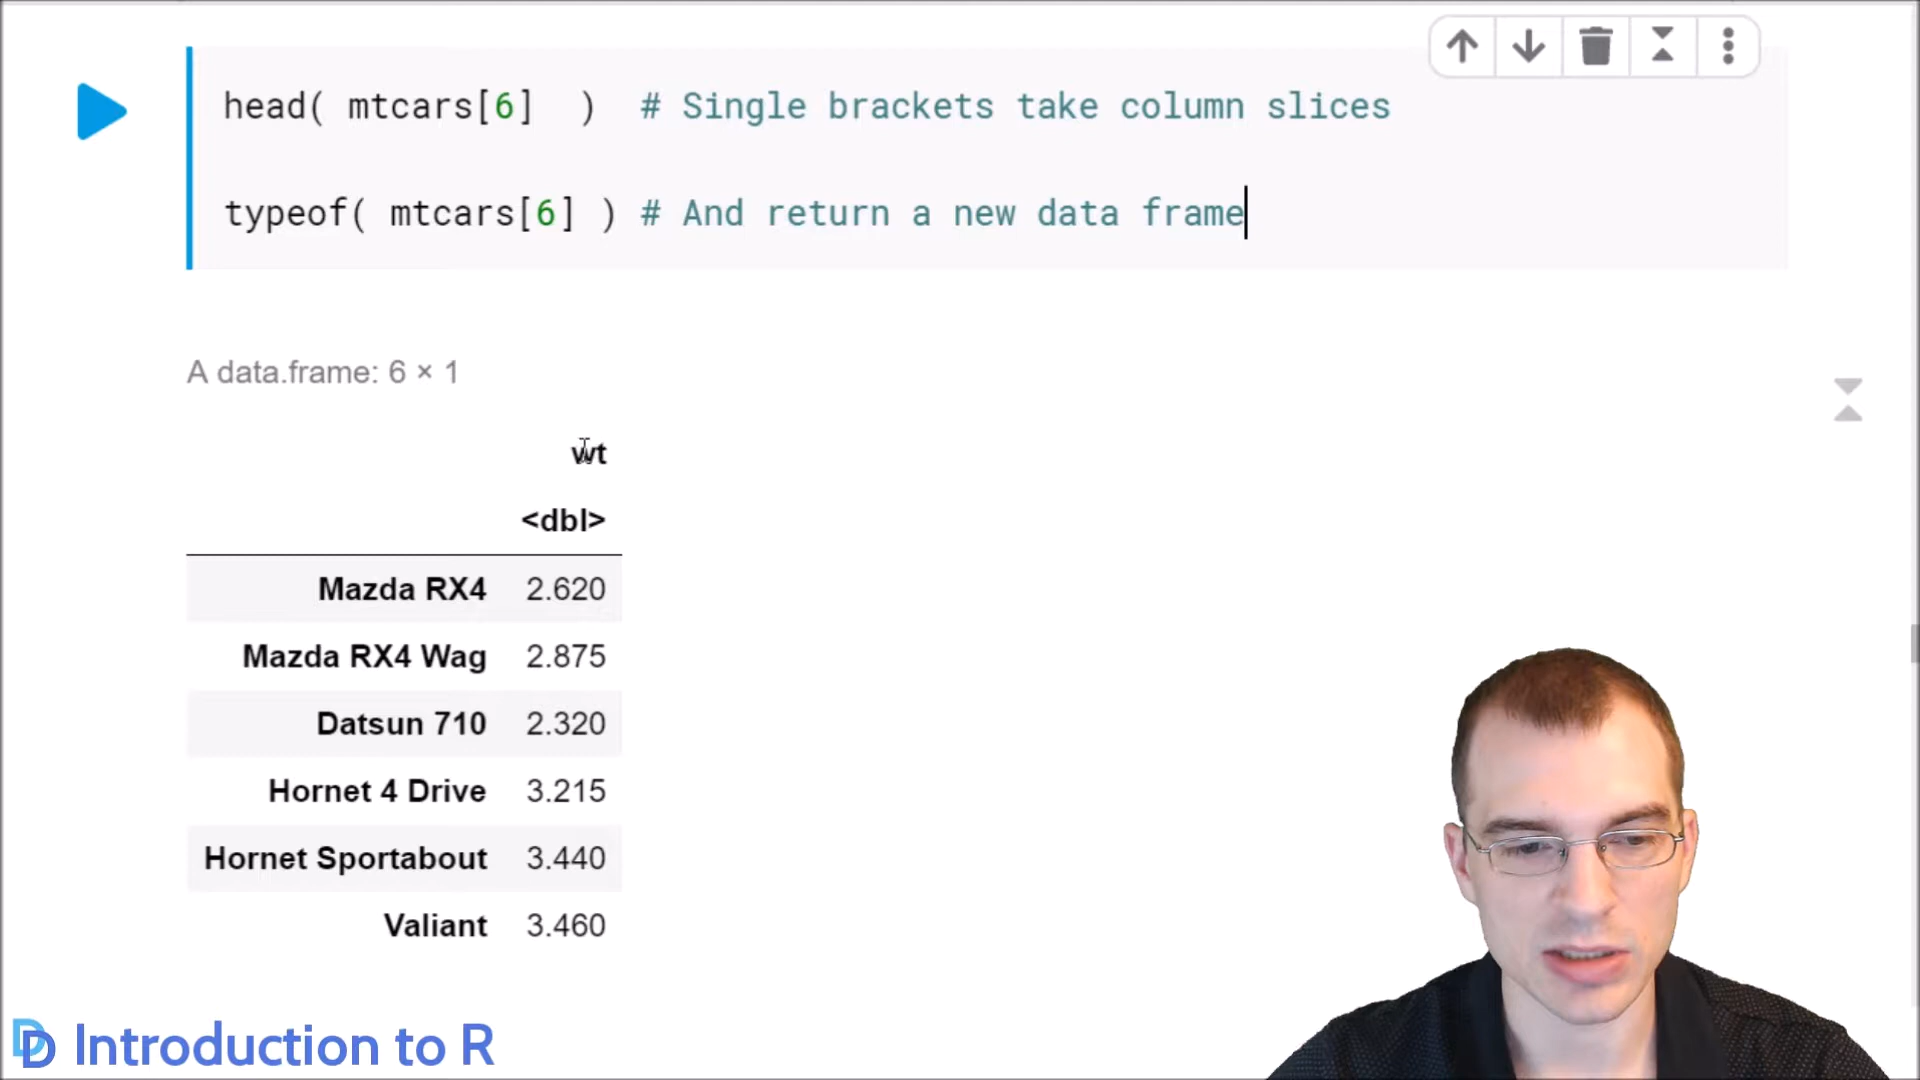 head( mtcars[6]  )  # Single brackets take column slices
typeof( mtcars[6] ) # And return a new data frame
A data.frame: 6 × 1
wt
<dbl>
Mazda RX4 2.620
Mazda RX4 Wag 2.875
Datsun 710 2.320
Hornet 4 Drive 3.215
Hornet Sportabout 3.440
Valiant 3.460
D Introduction to R